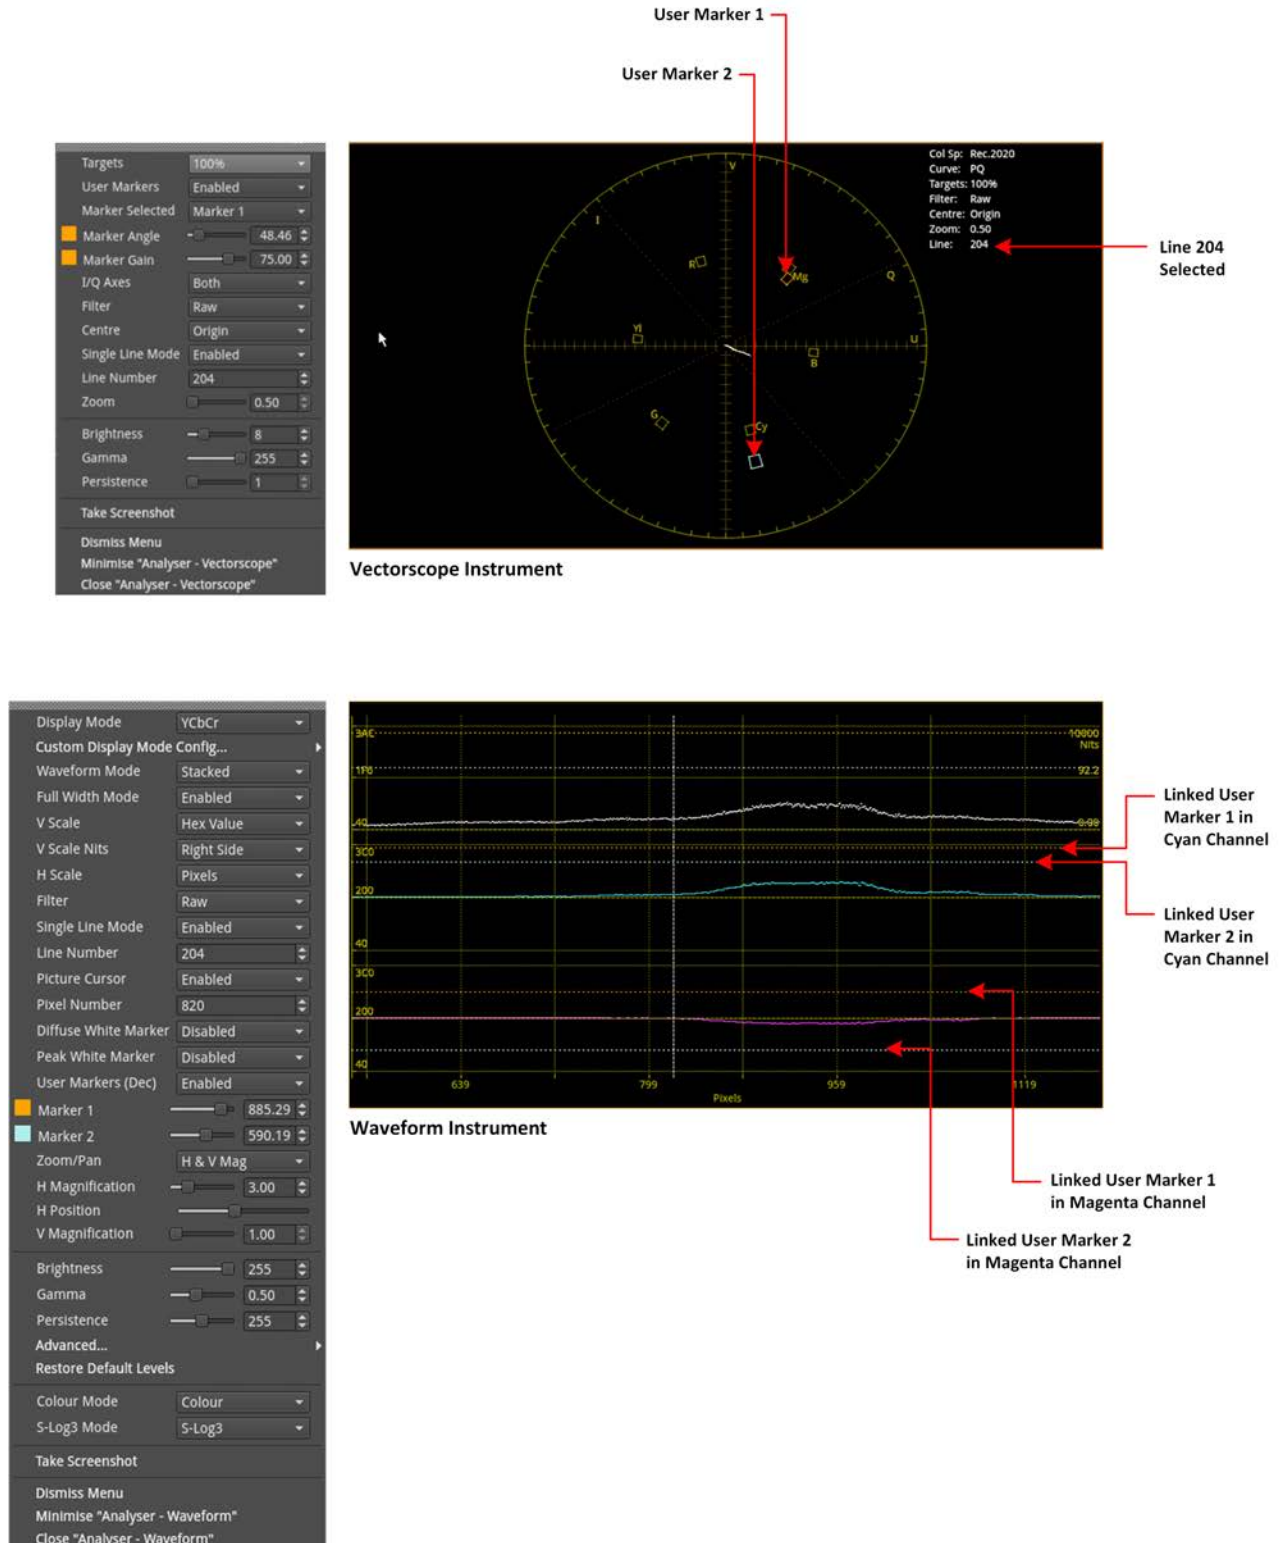 User Marker 1
User Marker 2
Targets 100%
User Markers Enabled
Marker Selected Marker 1
Marker Angle 48.46
Marker Gain 75.00
I/Q Axes Both
Filter Raw
Centre Origin
Single Line Mode Enabled
Line Number 204
Zoom 0.50
Brightness 8
Gamma 255
Persistence 1
Take Screenshot
Dismiss Menu
Minimise "Analyser - Vectorscope"
Close "Analyser - Vectorscope"
V
I
R
Mg
Q
Yl
U
B
G
Cy
Col Sp: Rec.2020
Curve: PQ
Targets: 100%
Filter: Raw
Centre: Origin
Zoom: 0.50
Line: 204
Line 204
Selected
Vectorscope Instrument
Display Mode YCbCr
Custom Display Mode Config...
Waveform Mode Stacked
Full Width Mode Enabled
V Scale Hex Value
V Scale Nits Right Side
H Scale Pixels
Filter Raw
Single Line Mode Enabled
Line Number 204
Picture Cursor Enabled
Pixel Number 820
Diffuse White Marker Disabled
Peak White Marker Disabled
User Markers (Dec) Enabled
Marker 1 885.29
Marker 2 590.19
Zoom/Pan H & V Mag
H Magnification 3.00
H Position
V Magnification 1.00
Brightness 255
Gamma 0.50
Persistence 255
Advanced...
Restore Default Levels
Colour Mode Colour
S-Log3 Mode S-Log3
Take Screenshot
Dismiss Menu
Minimise "Analyser - Waveform"
Close "Analyser - Waveform"
3AC 10000
Nits
1F6 92.2
40
3C0
200
40
3C0
200
40
639 799 959 1119
Pixels
Waveform Instrument
Linked User
Marker 1 in
Cyan Channel
Linked User
Marker 2 in
Cyan Channel
Linked User Marker 1
in Magenta Channel
Linked User Marker 2
in Magenta Channel